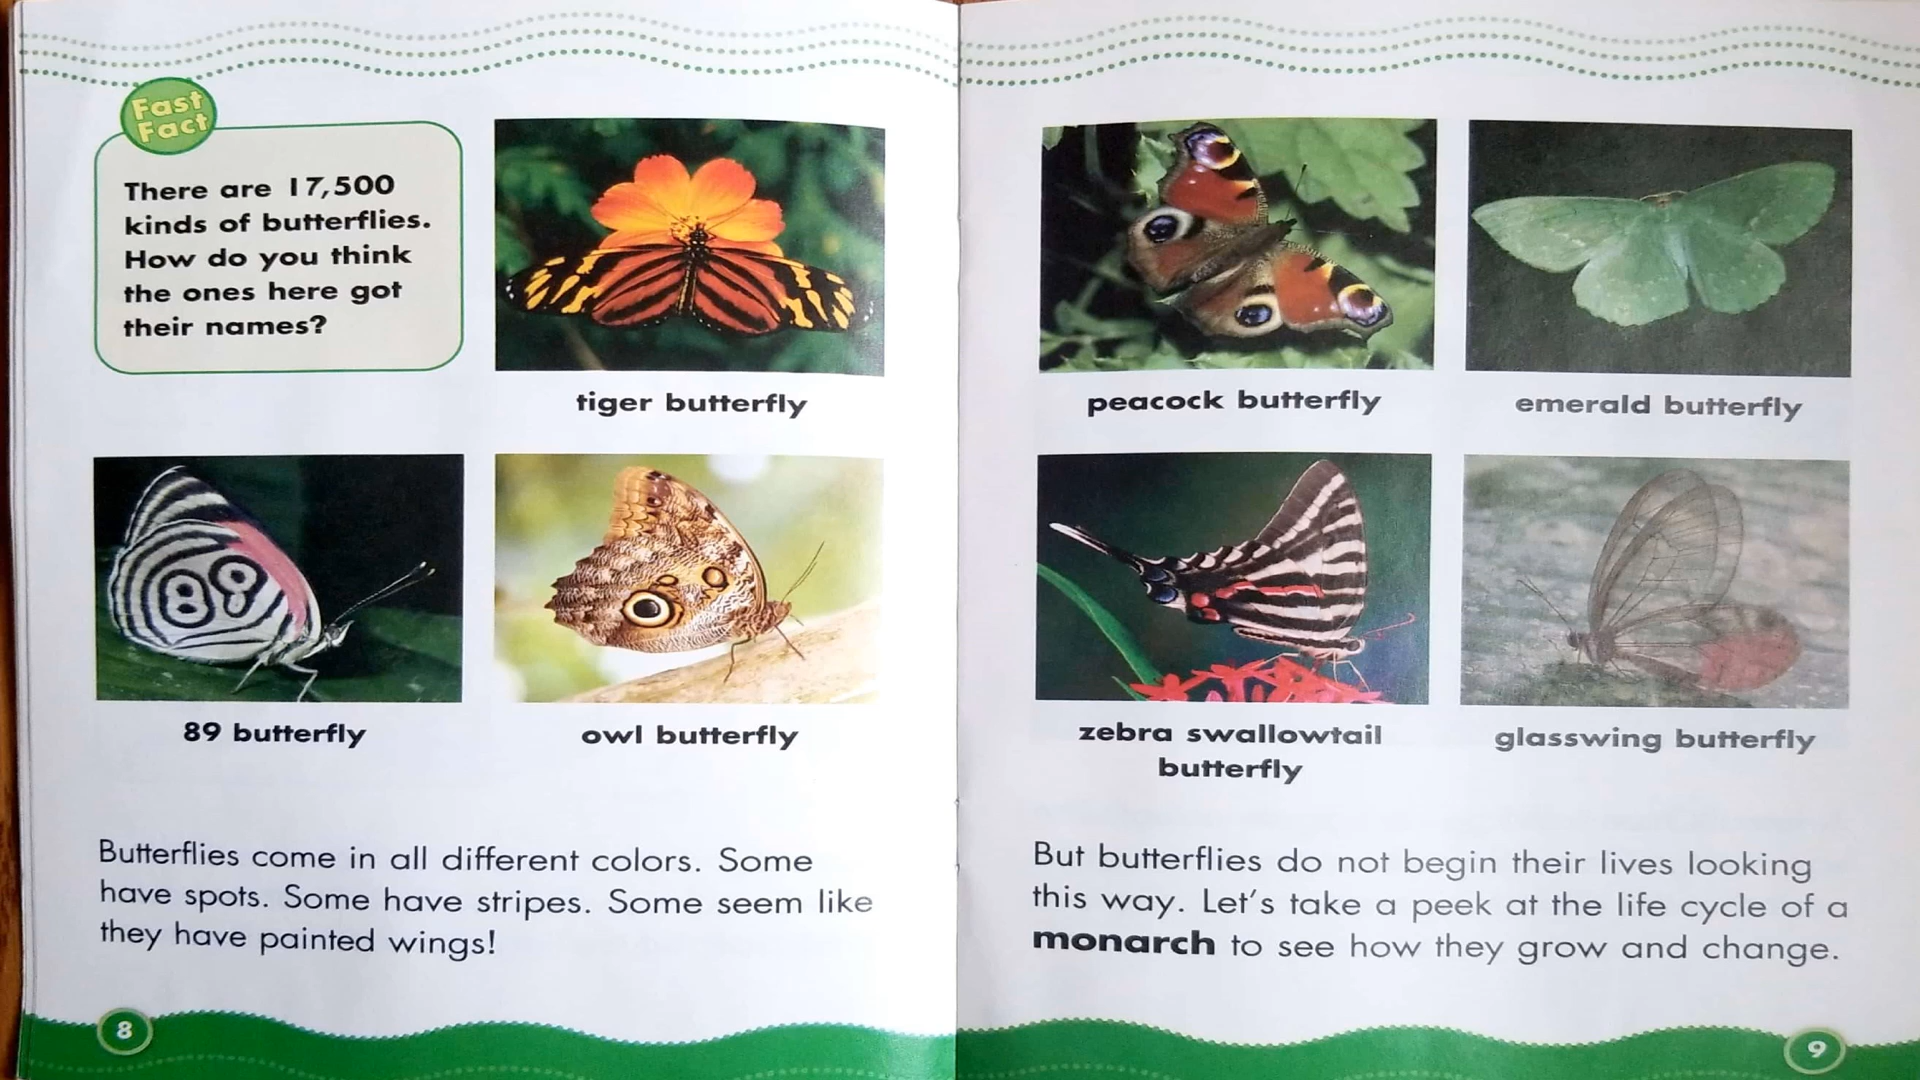 Fast
Fact
There are 17,500
kinds of butterflies.
How do you think
the ones here got
their names?
tiger butterfly
89
89 butterfly
owl butterfly
Butterflies come in all different colors. Some
have spots. Some have stripes. Some seem like
they have painted wings!
8
peacock butterfly
emerald butterfly
zebra swallowtail
butterfly
glasswing butterfly
But butterflies do not begin their lives looking
this way. Let's take a peek at the life cycle of a
monarch to see how they grow and change.
9